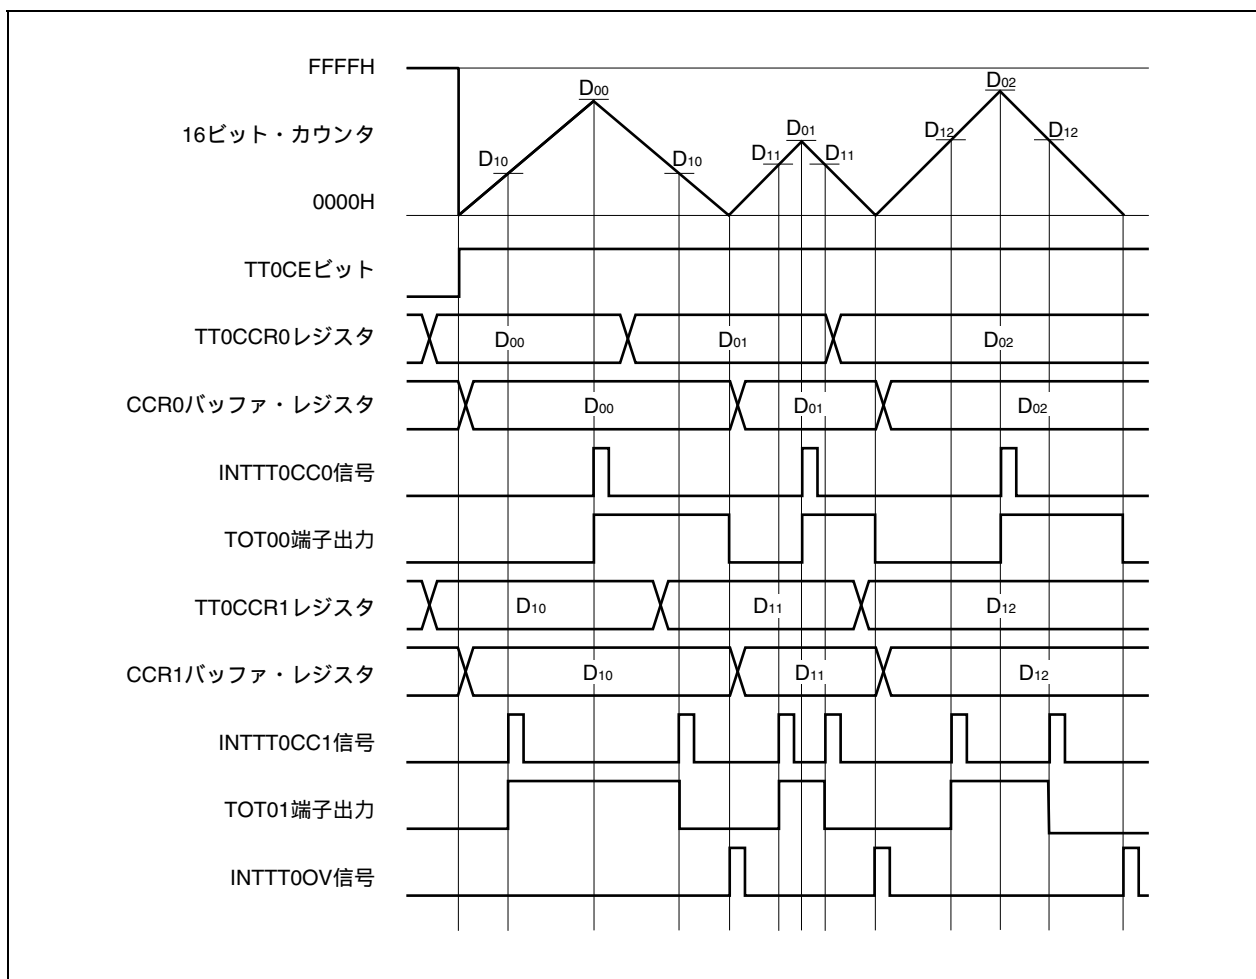 FFFFH
D00
D02
16ビット・カウンタ
D01
D12
D12
D10
D10
D11
D11
0000H
TT0CEビット
TT0CCR0レジスタ
D00
D01
D02
CCR0バッファ・レジスタ
D00
D01
D02
INTTT0CC0信号
TOT00端子出力
TT0CCR1レジスタ
D10
D11
D12
CCR1バッファ・レジスタ
D10
D11
D12
INTTT0CC1信号
TOT01端子出力
INTTT0OV信号